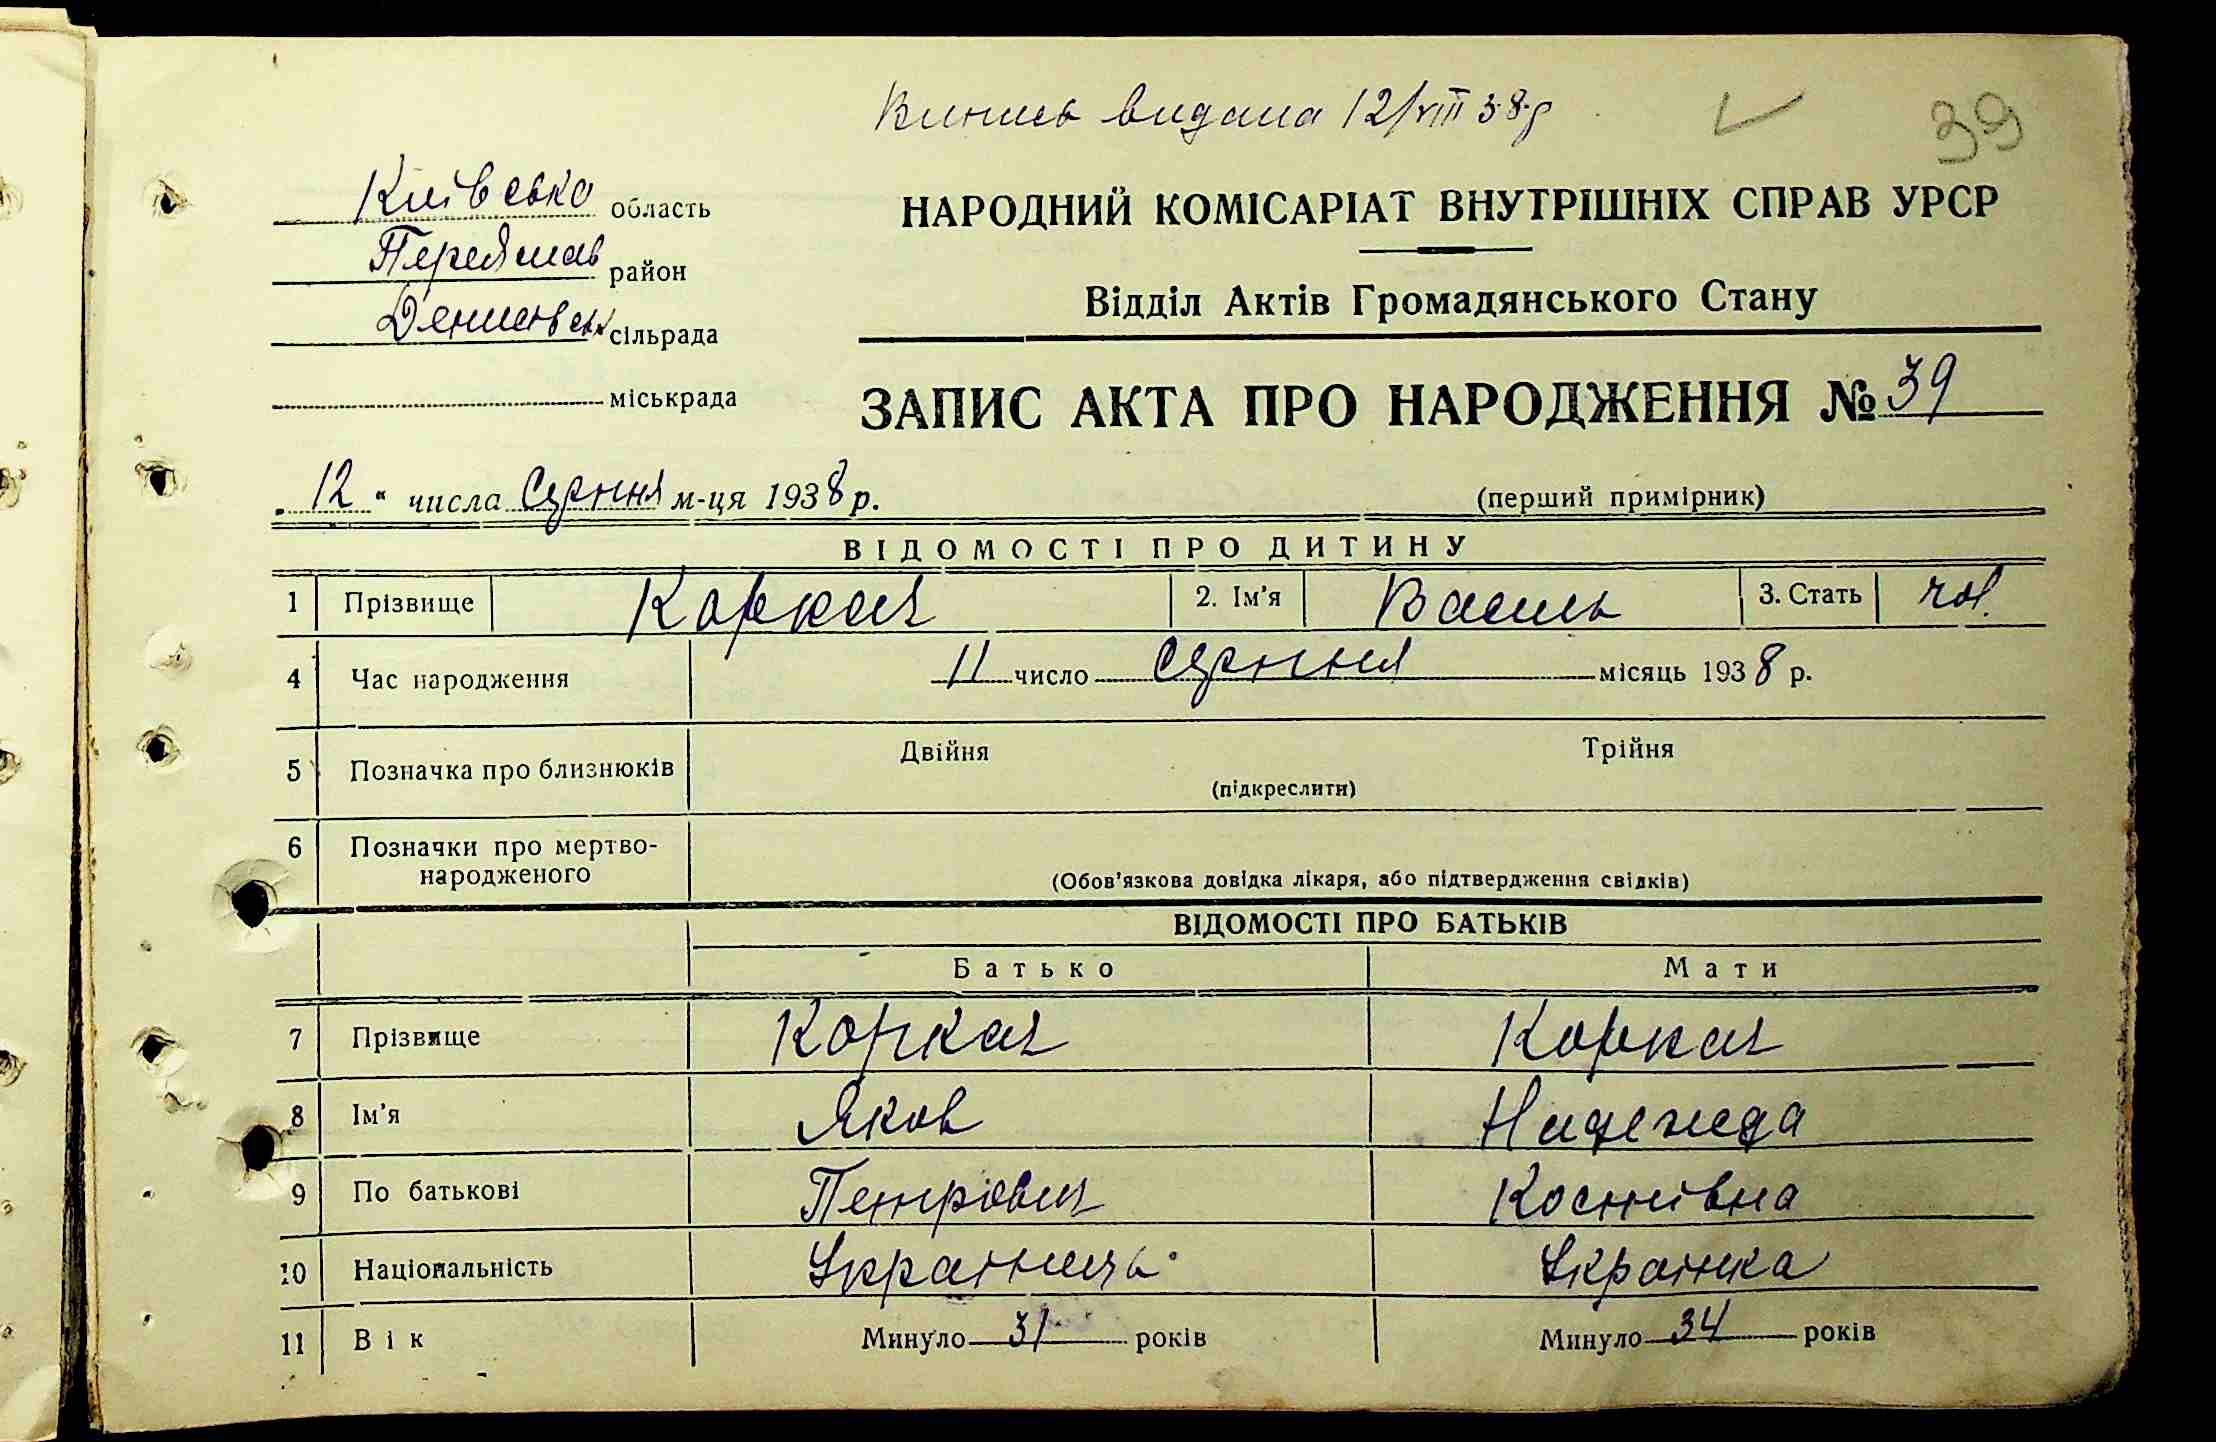 Випись видана 12/VIII 38 р
39
Київська область
Переяслав район
Денисівськ сільрада
міськрада
НАРОДНИЙ КОМІСАРІАТ ВНУТРІШНІХ СПРАВ УРСР
Відділ Актів Громадянського Стану
ЗАПИС АКТА ПРО НАРОДЖЕННЯ № 39
"12" числа серпня м-ця 1938 р.
(перший примірник)
ВІДОМОСТІ ПРО ДИТИНУ
1 Прізвище Коркач 2. Ім'я Василь 3. Стать чол.
4 Час народження 11 число серпня місяць 1938 р.
5 Позначка про близнюків Двійня Трійня
(підкреслити)
6 Позначки про мертво-
народженого
(Обов'язкова довідка лікаря, або підтвердження свідків)
ВІДОМОСТІ ПРО БАТЬКІВ
Батько Мати
7 Прізвище Коркач Коркач
8 Ім'я Яков Надежда
9 По батькові Петрович Костівна
10 Національність Українець Українка
11 Вік Минуло 31 років Минуло 34 років